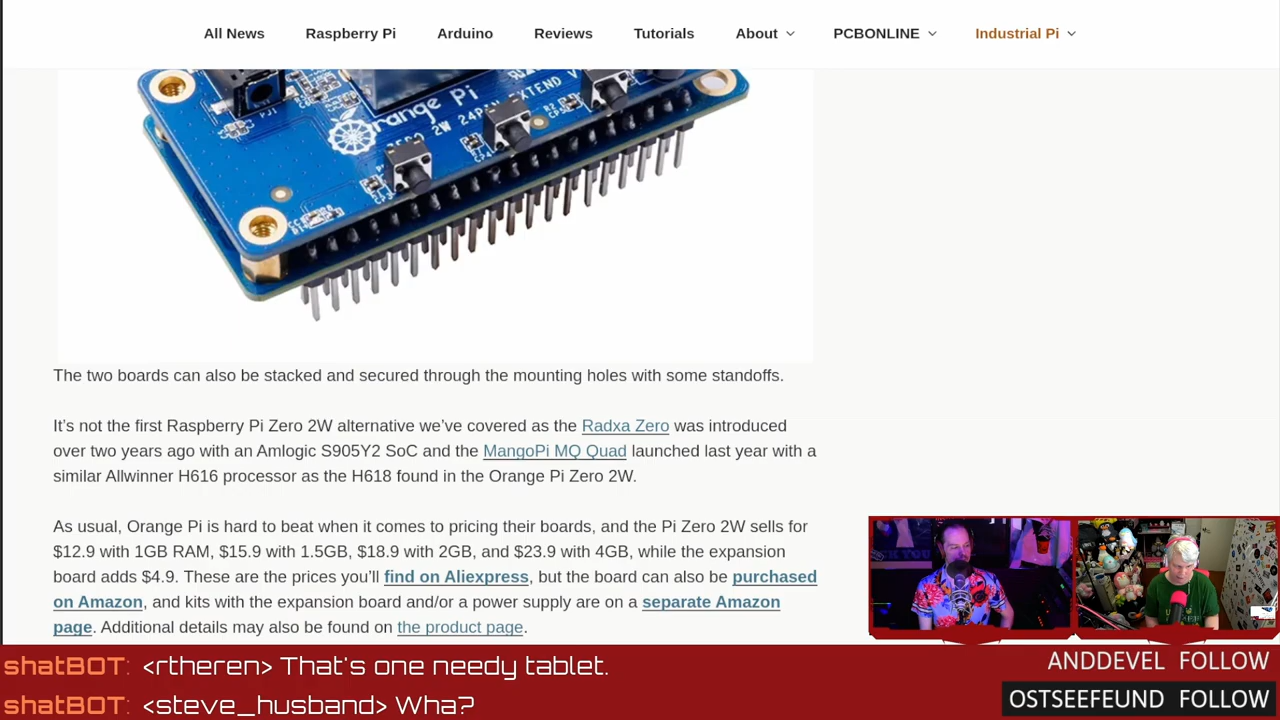 All News Raspberry Pi Arduino Reviews Tutorials About PCBONLINE Industrial Pi
Orange Pi
ZERO 2W 24PIN EXTEND V
The two boards can also be stacked and secured through the mounting holes with some standoffs.
It's not the first Raspberry Pi Zero 2W alternative we've covered as the Radxa Zero was introduced
over two years ago with an Amlogic S905Y2 SoC and the MangoPi MQ Quad launched last year with a
similar Allwinner H616 processor as the H618 found in the Orange Pi Zero 2W.
As usual, Orange Pi is hard to beat when it comes to pricing their boards, and the Pi Zero 2W sells for
$12.9 with 1GB RAM, $15.9 with 1.5GB, $18.9 with 2GB, and $23.9 with 4GB, while the expansion
board adds $4.9. These are the prices you'll find on Aliexpress, but the board can also be purchased
on Amazon, and kits with the expansion board and/or a power supply are on a separate Amazon
page. Additional details may also be found on the product page.
shatBOT: <rtheren> That's one needy tablet.
shatBOT: <steve_husband> Wha?
ANDDEVEL FOLLOW
OSTSEEFEUND FOLLOW